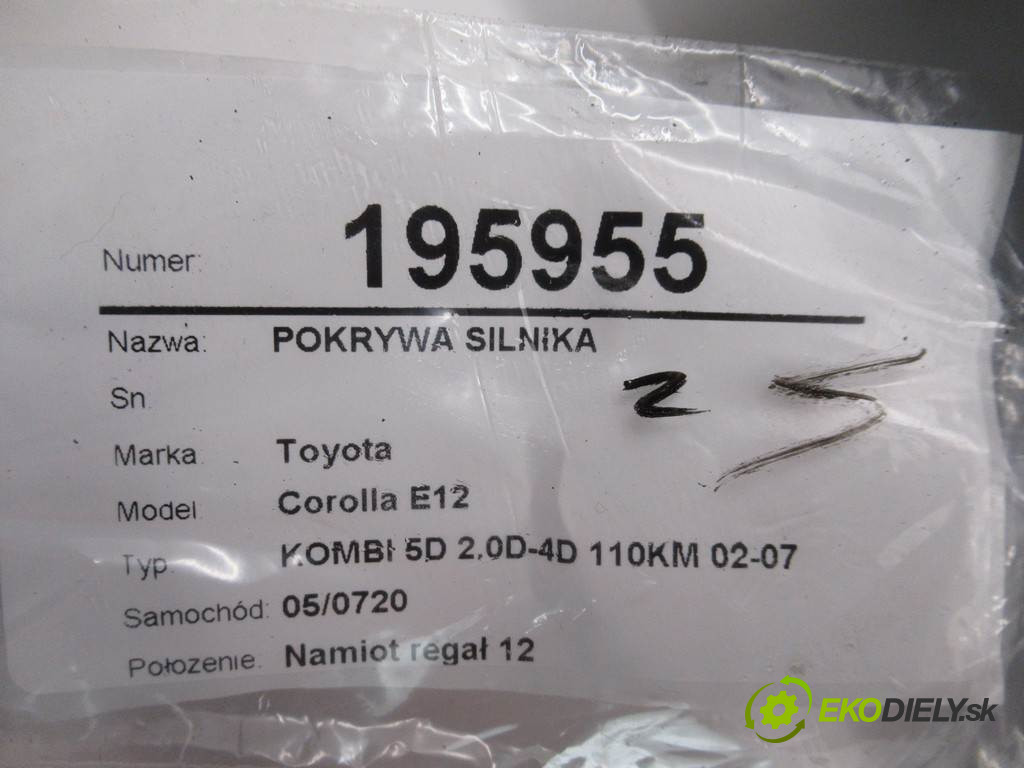 Numer: 195955
Nazwa: POKRYWA SILNIKA
Sn
2
Marka Toyota
Model Corolla E12
Typ. KOMBI 5D 2.0D-4D 110KM 02-07
Samochód: 05/0720
Położenie. Namiot regał 12
EKODIELY.sk